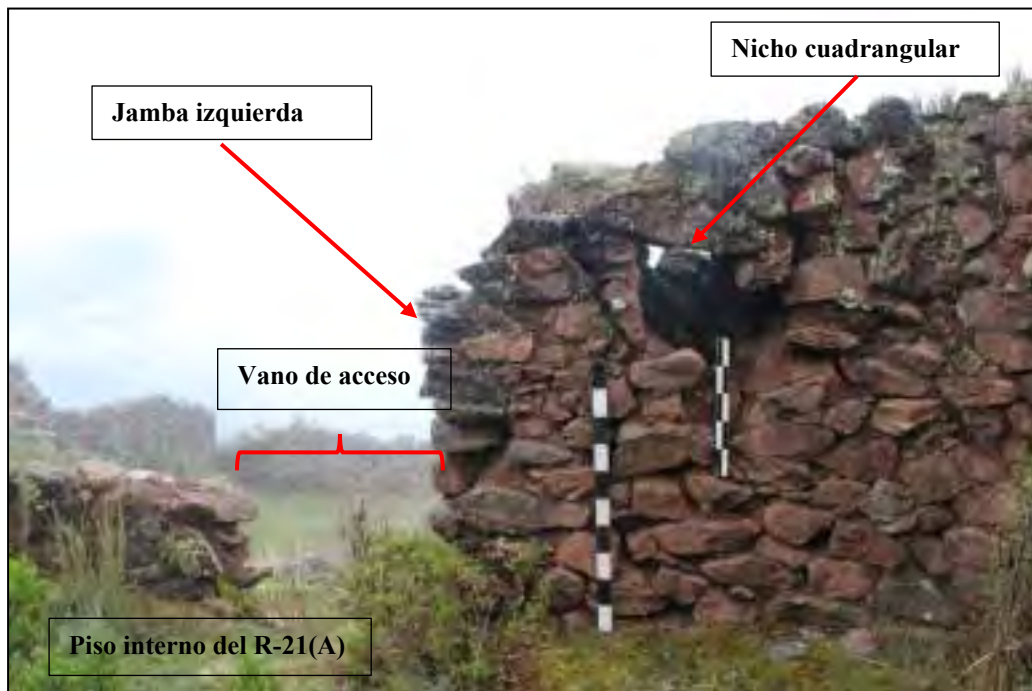 Nicho cuadrangular
Jamba izquierda
Vano de acceso
Piso interno del R-21(A)